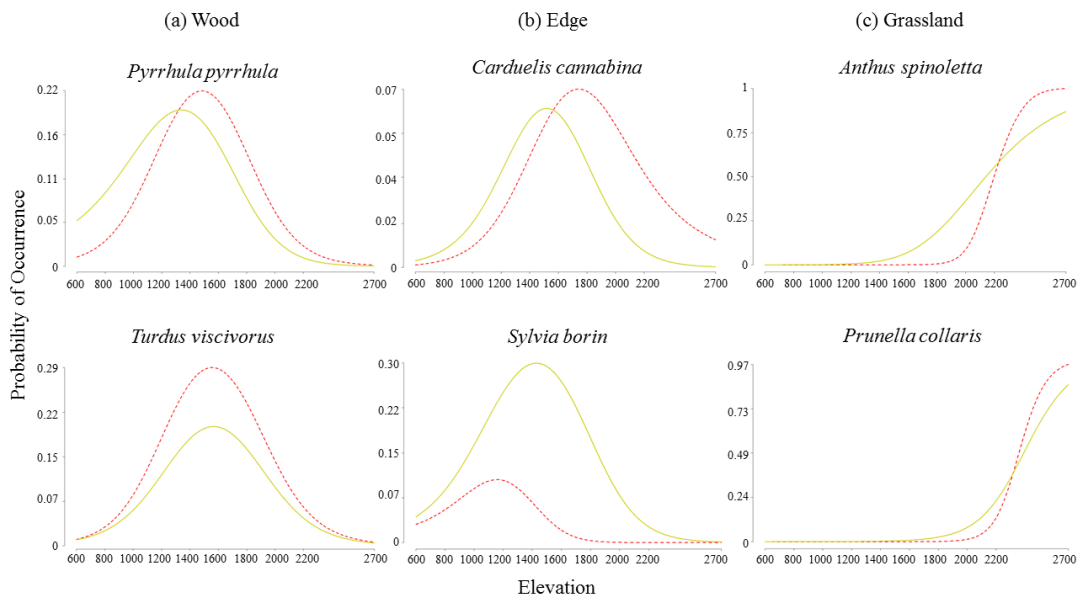 (a) Wood
(b) Edge
(c) Grassland
Pyrrhula pyrrhula
Carduelis cannabina
Anthus spinoletta
0.22
0.16
0.11
0.05
0
600 800 1000 1200 1400 1600 1800 2000 2200 2700
0.07
0.05
0.04
0.02
0
600 800 1000 1200 1400 1600 1800 2000 2200 2700
1
0.75
0.50
0.25
0
600 800 1000 1200 1400 1600 1800 2000 2200 2700
Probability of Occurrence
Turdus viscivorus
Sylvia borin
Prunella collaris
0.29
0.22
0.15
0.07
0
600 800 1000 1200 1400 1600 1800 2000 2200 2700
0.30
0.22
0.15
0.07
0
600 800 1000 1200 1400 1600 1800 2000 2200 2700
0.97
0.73
0.49
0.24
0
600 800 1000 1200 1400 1600 1800 2000 2200 2700
Elevation